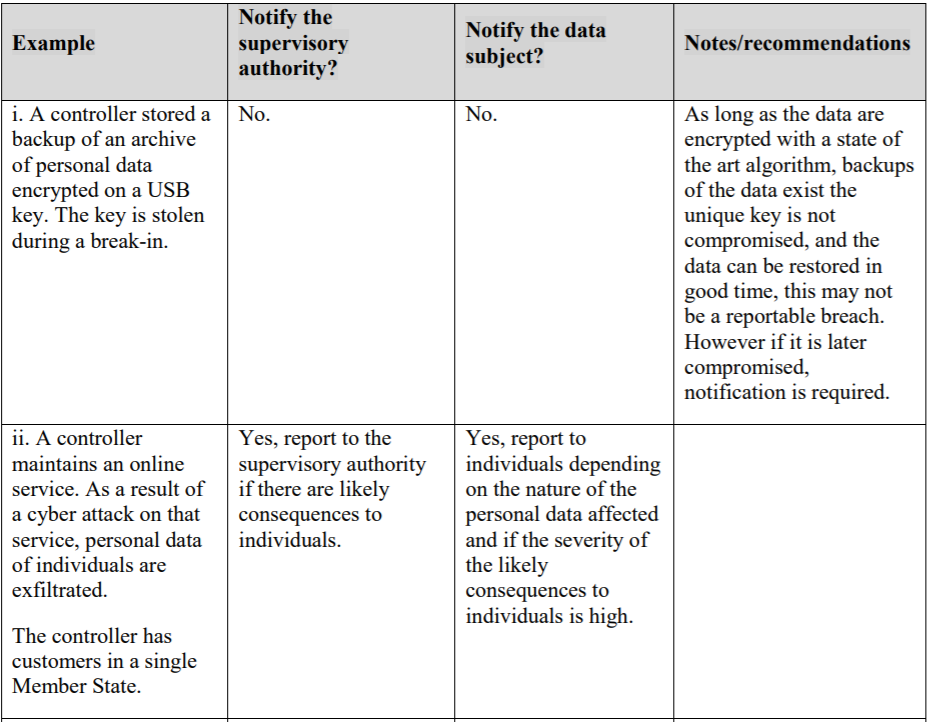 Example
Notify the
supervisory
authority?
Notify the data
subject?
Notes/recommendations
i. A controller stored a
backup of an archive
of personal data
encrypted on a USB
key. The key is stolen
during a break-in.
No.
No.
As long as the data are
encrypted with a state of
the art algorithm, backups
of the data exist the
unique key is not
compromised, and the
data can be restored in
good time, this may not
be a reportable breach.
However if it is later
compromised,
notification is required.
ii. A controller
maintains an online
service. As a result of
a cyber attack on that
service, personal data
of individuals are
exfiltrated.
The controller has
customers in a single
Member State.
Yes, report to the
supervisory authority
if there are likely
consequences to
individuals.
Yes, report to
individuals depending
on the nature of the
personal data affected
and if the severity of
the likely
consequences to
individuals is high.